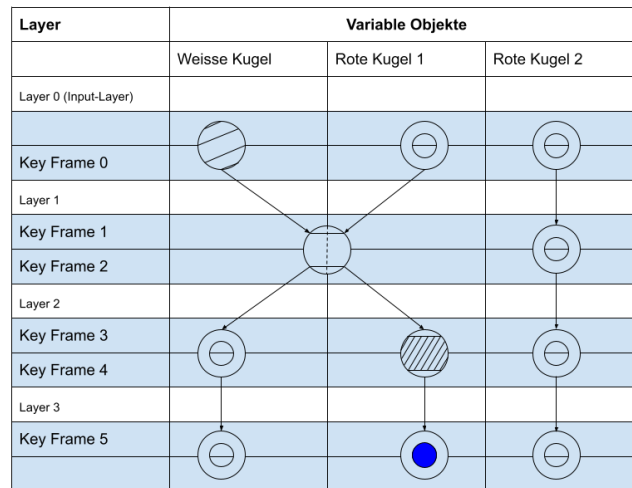 Layer Variable Objekte
Weisse Kugel Rote Kugel 1 Rote Kugel 2
Layer 0 (Input-Layer)
Key Frame 0
Layer 1
Key Frame 1
Key Frame 2
Layer 2
Key Frame 3
Key Frame 4
Layer 3
Key Frame 5